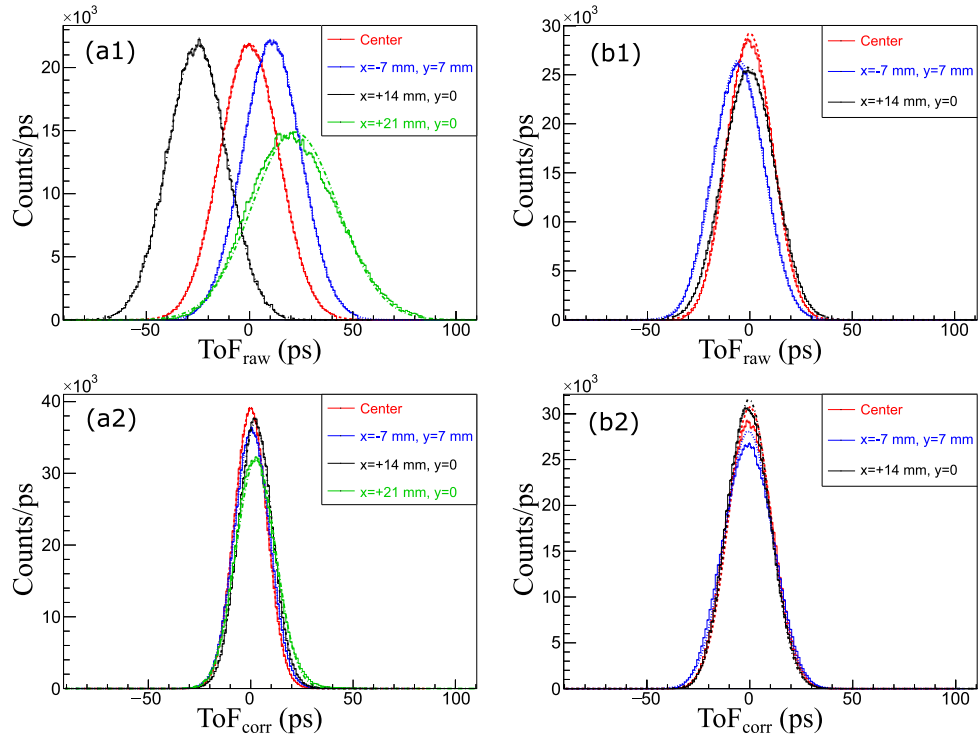 ×10³
(a1)
Center
x=-7 mm, y=7 mm
x=+14 mm, y=0
x=+21 mm, y=0
Counts/ps
20
15
10
5
0
−50 0 50 100
ToF_raw (ps)
×10³
(b1)
Center
x=-7 mm, y=7 mm
x=+14 mm, y=0
Counts/ps
30
25
20
15
10
5
0
−50 0 50 100
ToF_raw (ps)
×10³
(a2)
Center
x=-7 mm, y=7 mm
x=+14 mm, y=0
x=+21 mm, y=0
Counts/ps
40
30
20
10
0
−50 0 50 100
ToF_corr (ps)
×10³
(b2)
Center
x=-7 mm, y=7 mm
x=+14 mm, y=0
Counts/ps
30
25
20
15
10
5
0
−50 0 50 100
ToF_corr (ps)